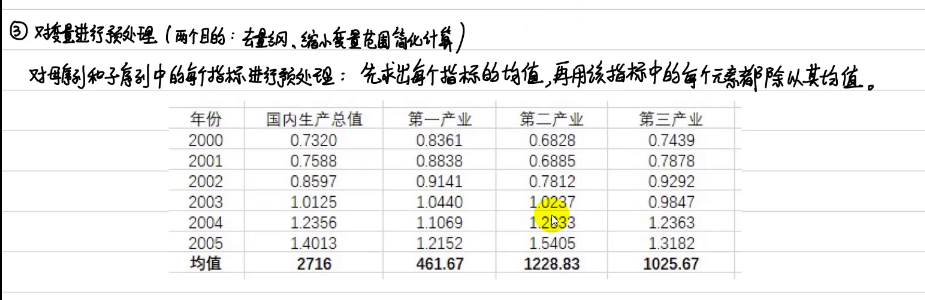 ③ 对变量进行预处理(两个目的:去量纲、缩小变量范围简化计算)
对母序列和子序列中的每个指标进行预处理:先求出每个指标的均值,再用该指标中的每个元素都除以其均值。
年份 国内生产总值 第一产业 第二产业 第三产业
2000 0.7320 0.8361 0.6828 0.7439
2001 0.7588 0.8838 0.6885 0.7878
2002 0.8597 0.9141 0.7812 0.9292
2003 1.0125 1.0440 1.0237 0.9847
2004 1.2356 1.1069 1.2363
2005 1.4013 1.2152 1.5405 1.3182
均值 2716 461.67 1228.83 1025.67